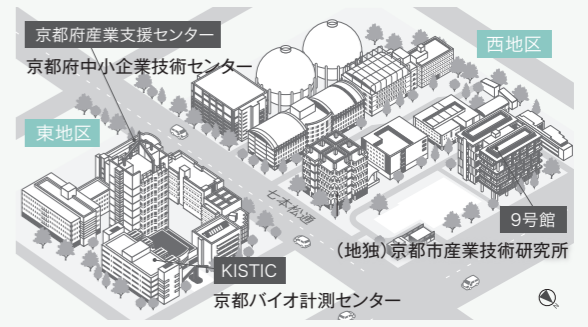 京都府産業支援センター
京都府中小企業技術センター
西地区
東地区
七本松通
9号館
(地独)京都市産業技術研究所
KISTIC
京都バイオ計測センター
N